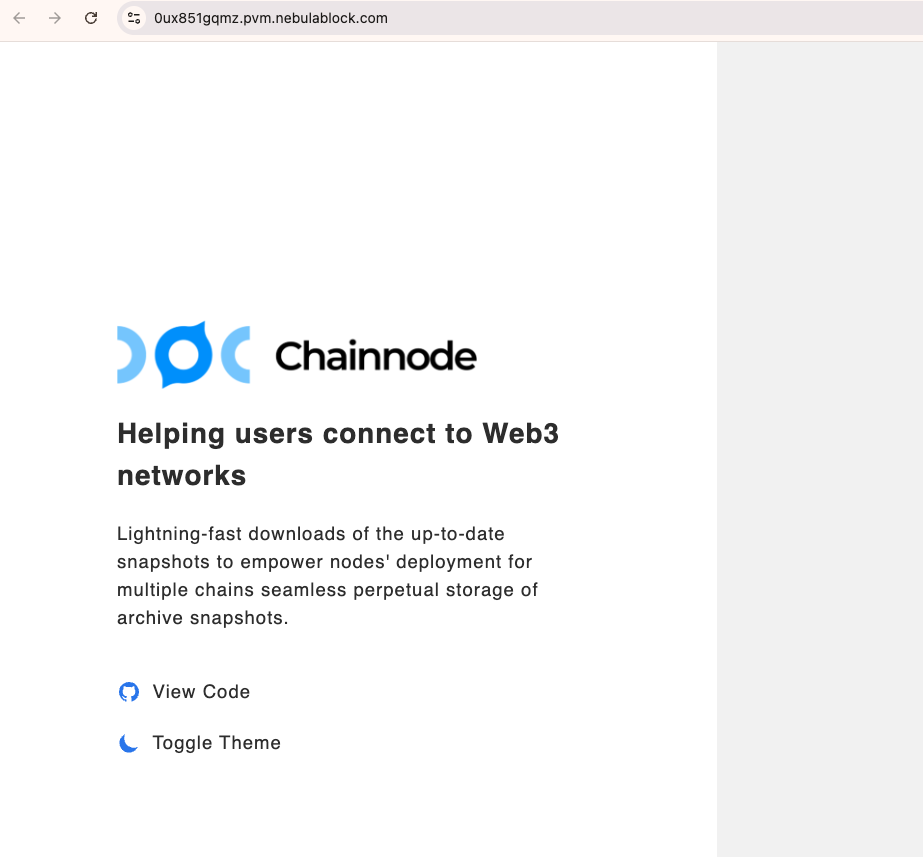 0ux851gqmz.pvm.nebulablock.com
Chainnode
Helping users connect to Web3
networks
Lightning-fast downloads of the up-to-date
snapshots to empower nodes' deployment for
multiple chains seamless perpetual storage of
archive snapshots.
View Code
Toggle Theme